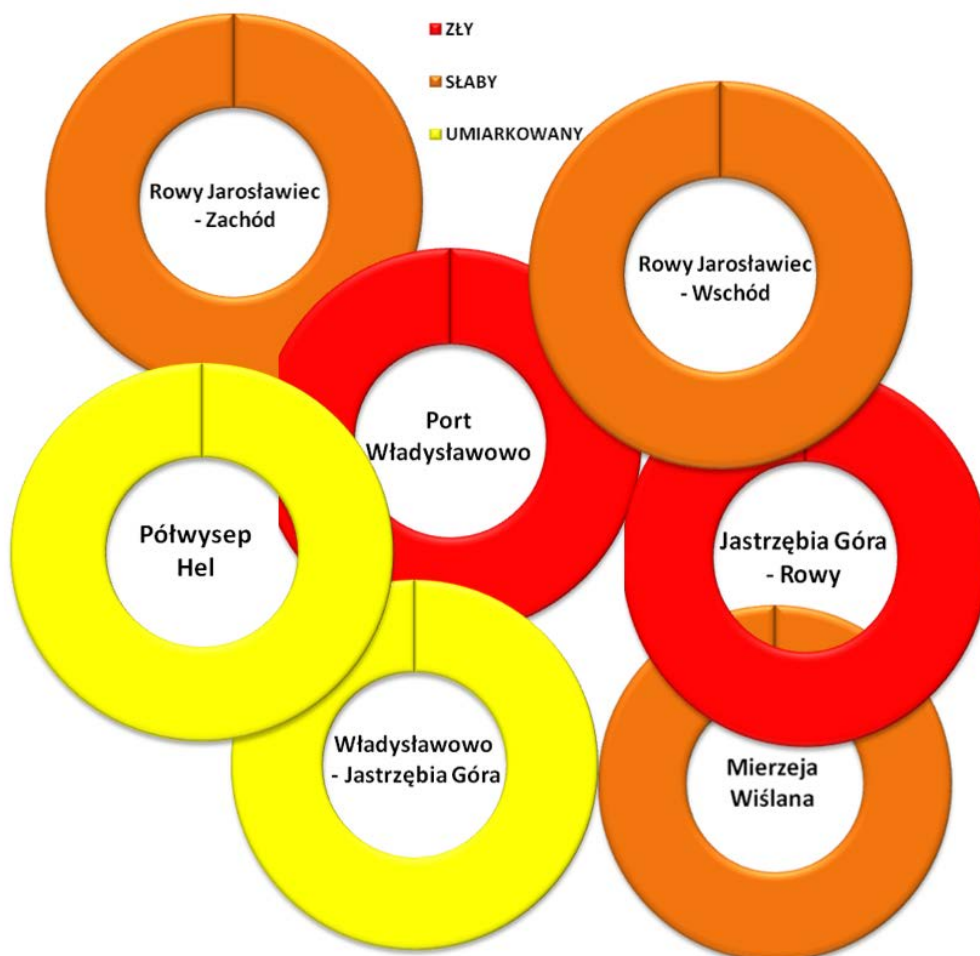 ZŁY
SŁABY
UMIARKOWANY
Rowy Jarosławiec
- Zachód
Rowy Jarosławiec
- Wschód
Port
Władysławowo
Półwysep
Hel
Jastrzębia Góra
- Rowy
Władysławowo
- Jastrzębia Góra
Mierzeja
Wiślana